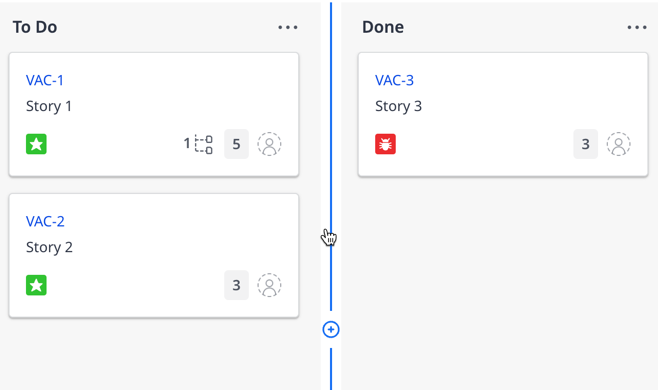 To Do
VAC-1
Story 1
1
5
VAC-2
Story 2
3
Done
VAC-3
Story 3
3